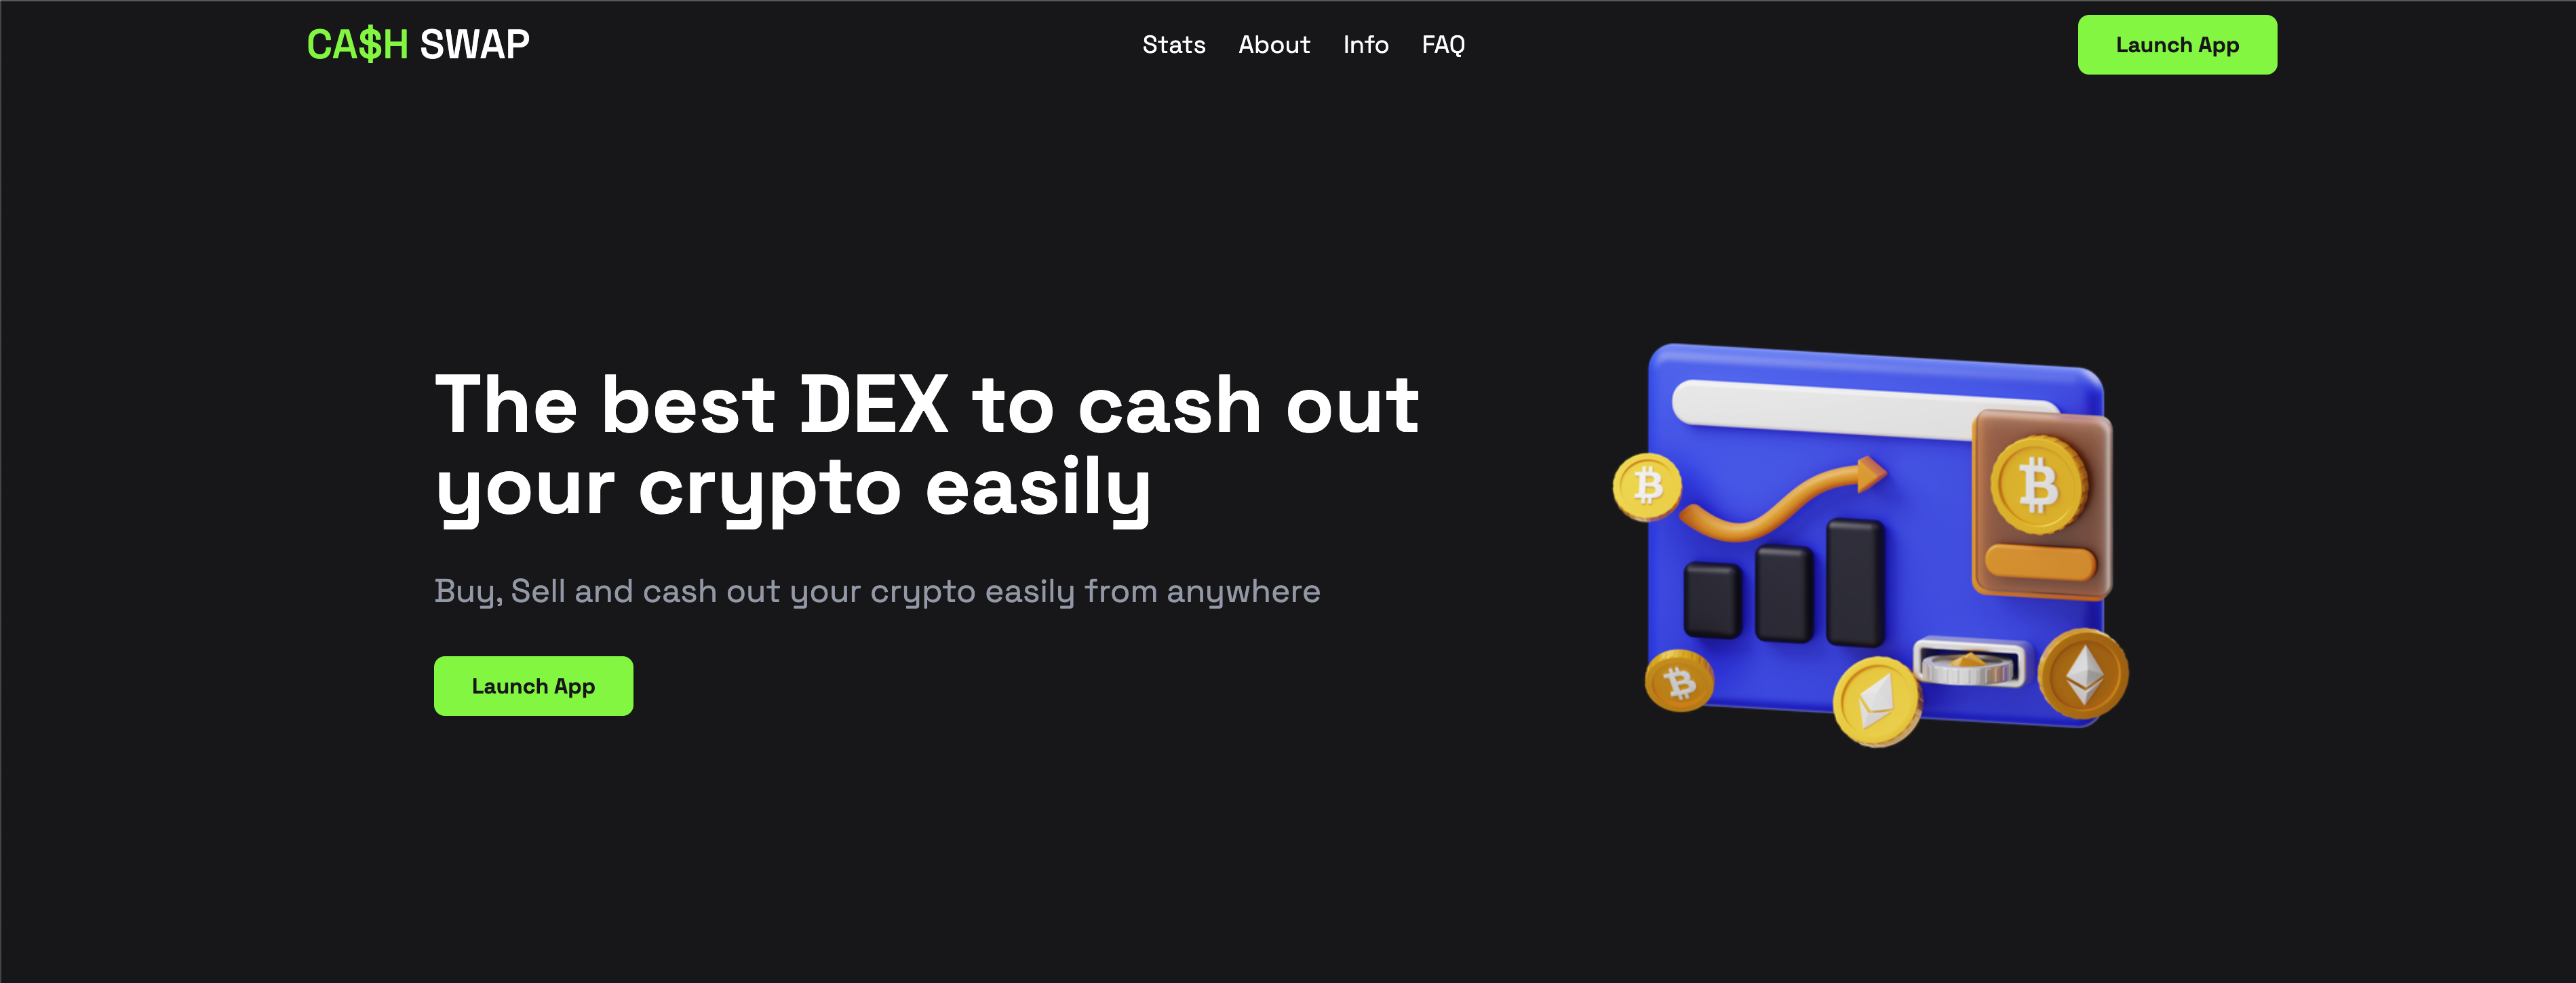 CA$H SWAP
Stats About Info FAQ
Launch App
The best DEX to cash out
your crypto easily
Buy, Sell and cash out your crypto easily from anywhere
Launch App